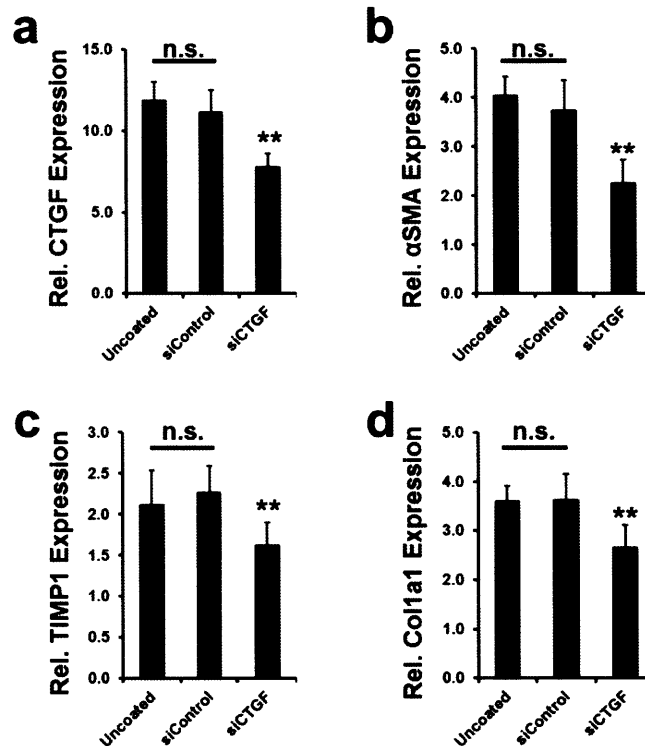 a
Rel. CTGF Expression
15.0
10.0
5.0
0.0
n.s.
**
Uncoated
siControl
siCTGF
b
Rel. αSMA Expression
5.0
4.0
3.0
2.0
1.0
0.0
n.s.
**
Uncoated
siControl
siCTGF
c
Rel. TIMP1 Expression
3.0
2.5
2.0
1.5
1.0
0.5
0.0
n.s.
**
Uncoated
siControl
siCTGF
d
Rel. Col1a1 Expression
5.0
4.0
3.0
2.0
1.0
0.0
n.s.
**
Uncoated
siControl
siCTGF